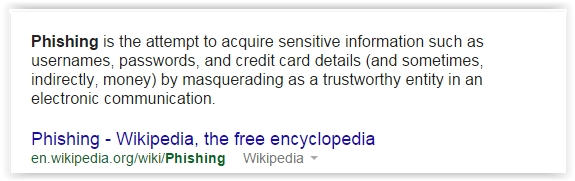 Phishing is the attempt to acquire sensitive information such as
usernames, passwords, and credit card details (and sometimes,
indirectly, money) by masquerading as a trustworthy entity in an
electronic communication.
Phishing - Wikipedia, the free encyclopedia
en.wikipedia.org/wiki/Phishing Wikipedia